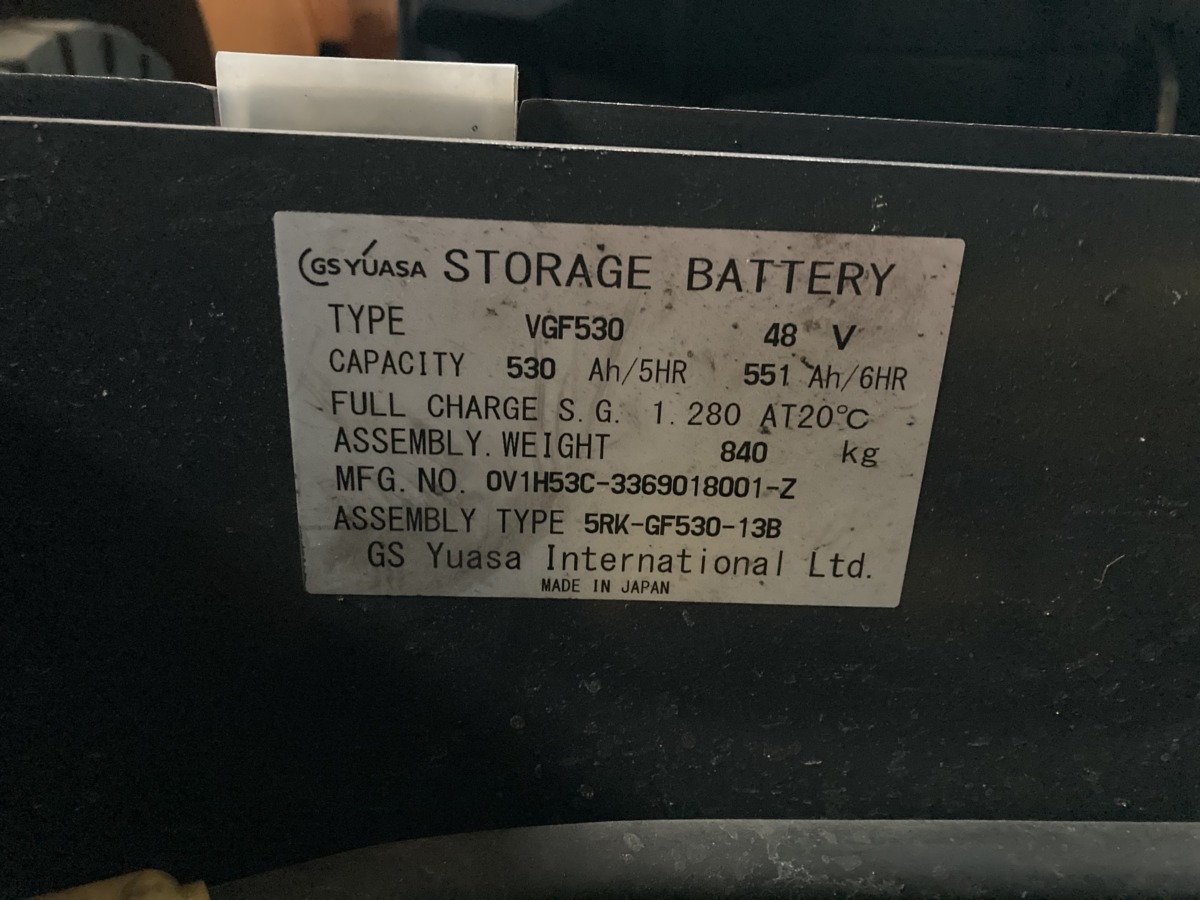 GS YUASA STORAGE BATTERY
TYPE VGF530 48 V
CAPACITY 530 Ah/5HR 551 Ah/6HR
FULL CHARGE S.G. 1.280 AT20℃
ASSEMBLY.WEIGHT 840 kg
MFG.NO. 0V1H53C-3369018001-Z
ASSEMBLY TYPE 5RK-GF530-13B
GS Yuasa International Ltd.
MADE IN JAPAN